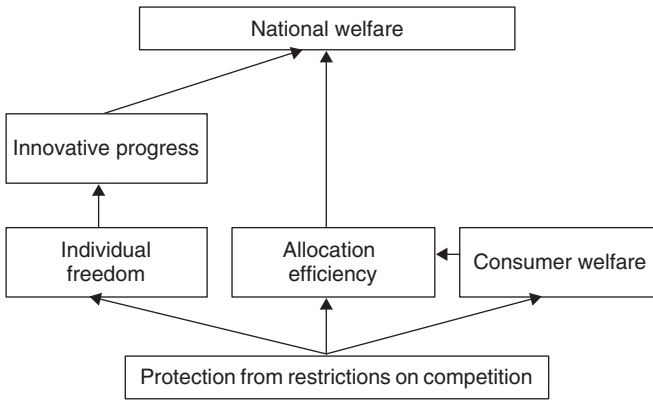 National welfare
Innovative progress
Individual
freedom
Allocation
efficiency
Consumer welfare
Protection from restrictions on competition